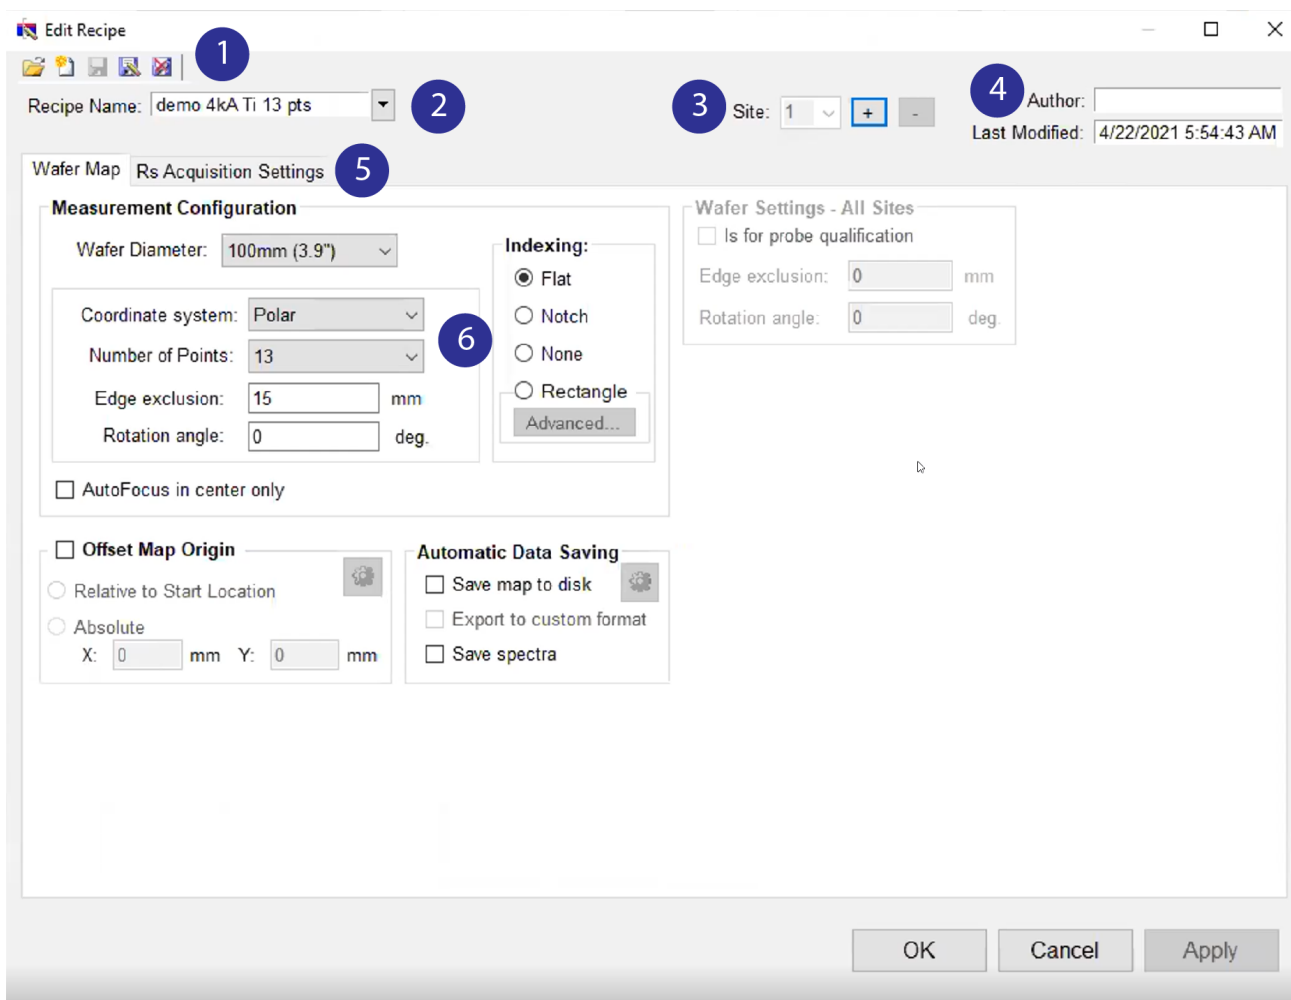 Edit Recipe
1
Recipe Name: demo 4kA Ti 13 pts
2
3
Site: 1 + -
4
Author:
Last Modified: 4/22/2021 5:54:43 AM
Wafer Map Rs Acquisition Settings
5
Measurement Configuration
Wafer Diameter: 100mm (3.9")
Coordinate system: Polar
Number of Points: 13
Edge exclusion: 15 mm
Rotation angle: 0 deg.
6
Indexing:
Flat
Notch
None
Rectangle
Advanced...
AutoFocus in center only
Wafer Settings - All Sites
Is for probe qualification
Edge exclusion: 0 mm
Rotation angle: 0 deg.
Offset Map Origin
Relative to Start Location
Absolute
X: 0 mm Y: 0 mm
Automatic Data Saving
Save map to disk
Export to custom format
Save spectra
OK Cancel Apply